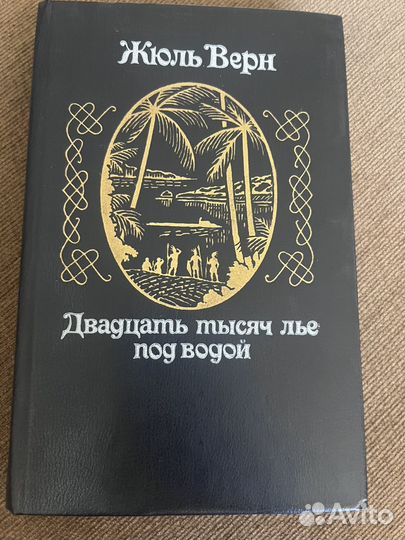 Жюль Верн
Двадцать тысяч лье
под водой
Avito